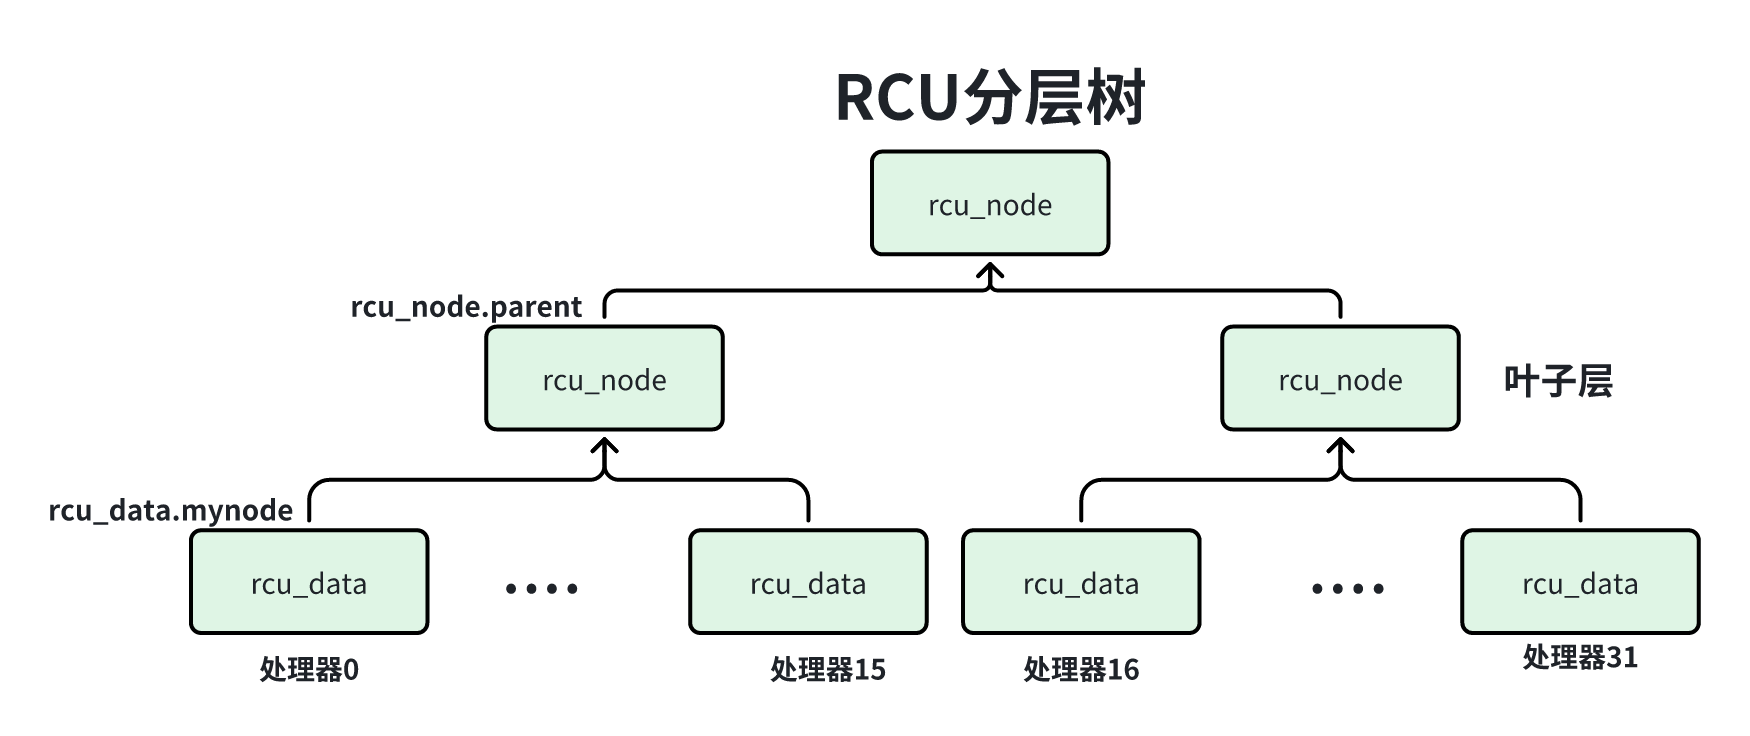 RCU分层树
rcu_node
rcu_node.parent
rcu_node
rcu_node
叶子层
rcu_data.mynode
rcu_data
....
rcu_data
rcu_data
....
rcu_data
处理器0
处理器15
处理器16
处理器31